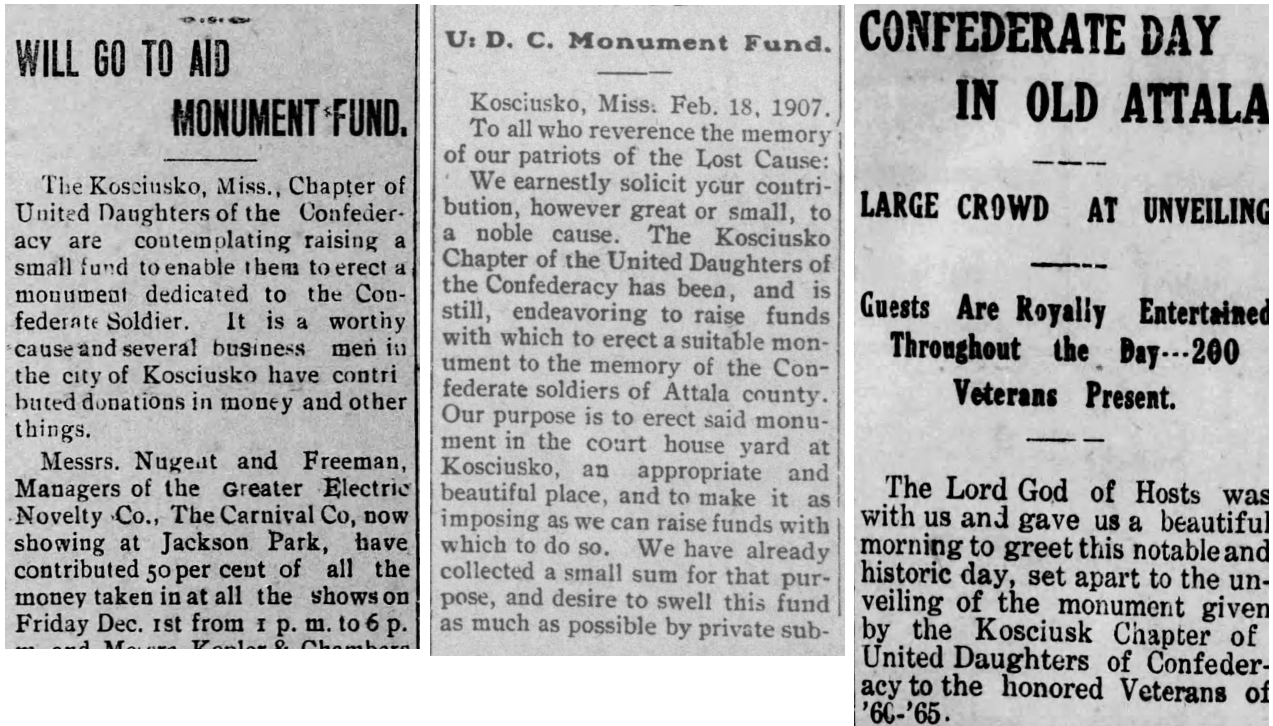 WILL GO TO AID
MONUMENT FUND.
The Kosciusko, Miss., Chapter of
United Daughters of the Confeder-
acy are contemplating raising a
small fund to enable them to erect a
monument dedicated to the Con-
federate Soldier. It is a worthy
cause and several business men in
the city of Kosciusko have contri
buted donations in money and other
things.
Messrs. Nugent and Freeman,
Managers of the Greater Electric
Novelty Co., The Carnival Co, now
showing at Jackson Park, have
contributed 50 per cent of all the
money taken in at all the shows on
Friday Dec. 1st from 1 p. m. to 6 p.
m. and Messrs Kepler & Chambers
U: D. C. Monument Fund.
Kosciusko, Miss. Feb. 18, 1907.
To all who reverence the memory
of our patriots of the Lost Cause:
We earnestly solicit your contri-
bution, however great or small, to
a noble cause. The Kosciusko
Chapter of the United Daughters of
the Confederacy has been, and is
still, endeavoring to raise funds
with which to erect a suitable mon-
ument to the memory of the Con-
federate soldiers of Attala county.
Our purpose is to erect said monu-
ment in the court house yard at
Kosciusko, an appropriate and
beautiful place, and to make it as
imposing as we can raise funds with
which to do so. We have already
collected a small sum for that pur-
pose, and desire to swell this fund
as much as possible by private sub-
CONFEDERATE DAY
IN OLD ATTALA
LARGE CROWD AT UNVEILING
Guests Are Royally Entertained
Throughout the Day---200
Veterans Present.
The Lord God of Hosts was
with us and gave us a beautiful
morning to greet this notable and
historic day, set apart to the un-
veiling of the monument given
by the Kosciusk Chapter of
United Daughters of Confeder-
acy to the honored Veterans of
'60-'65.